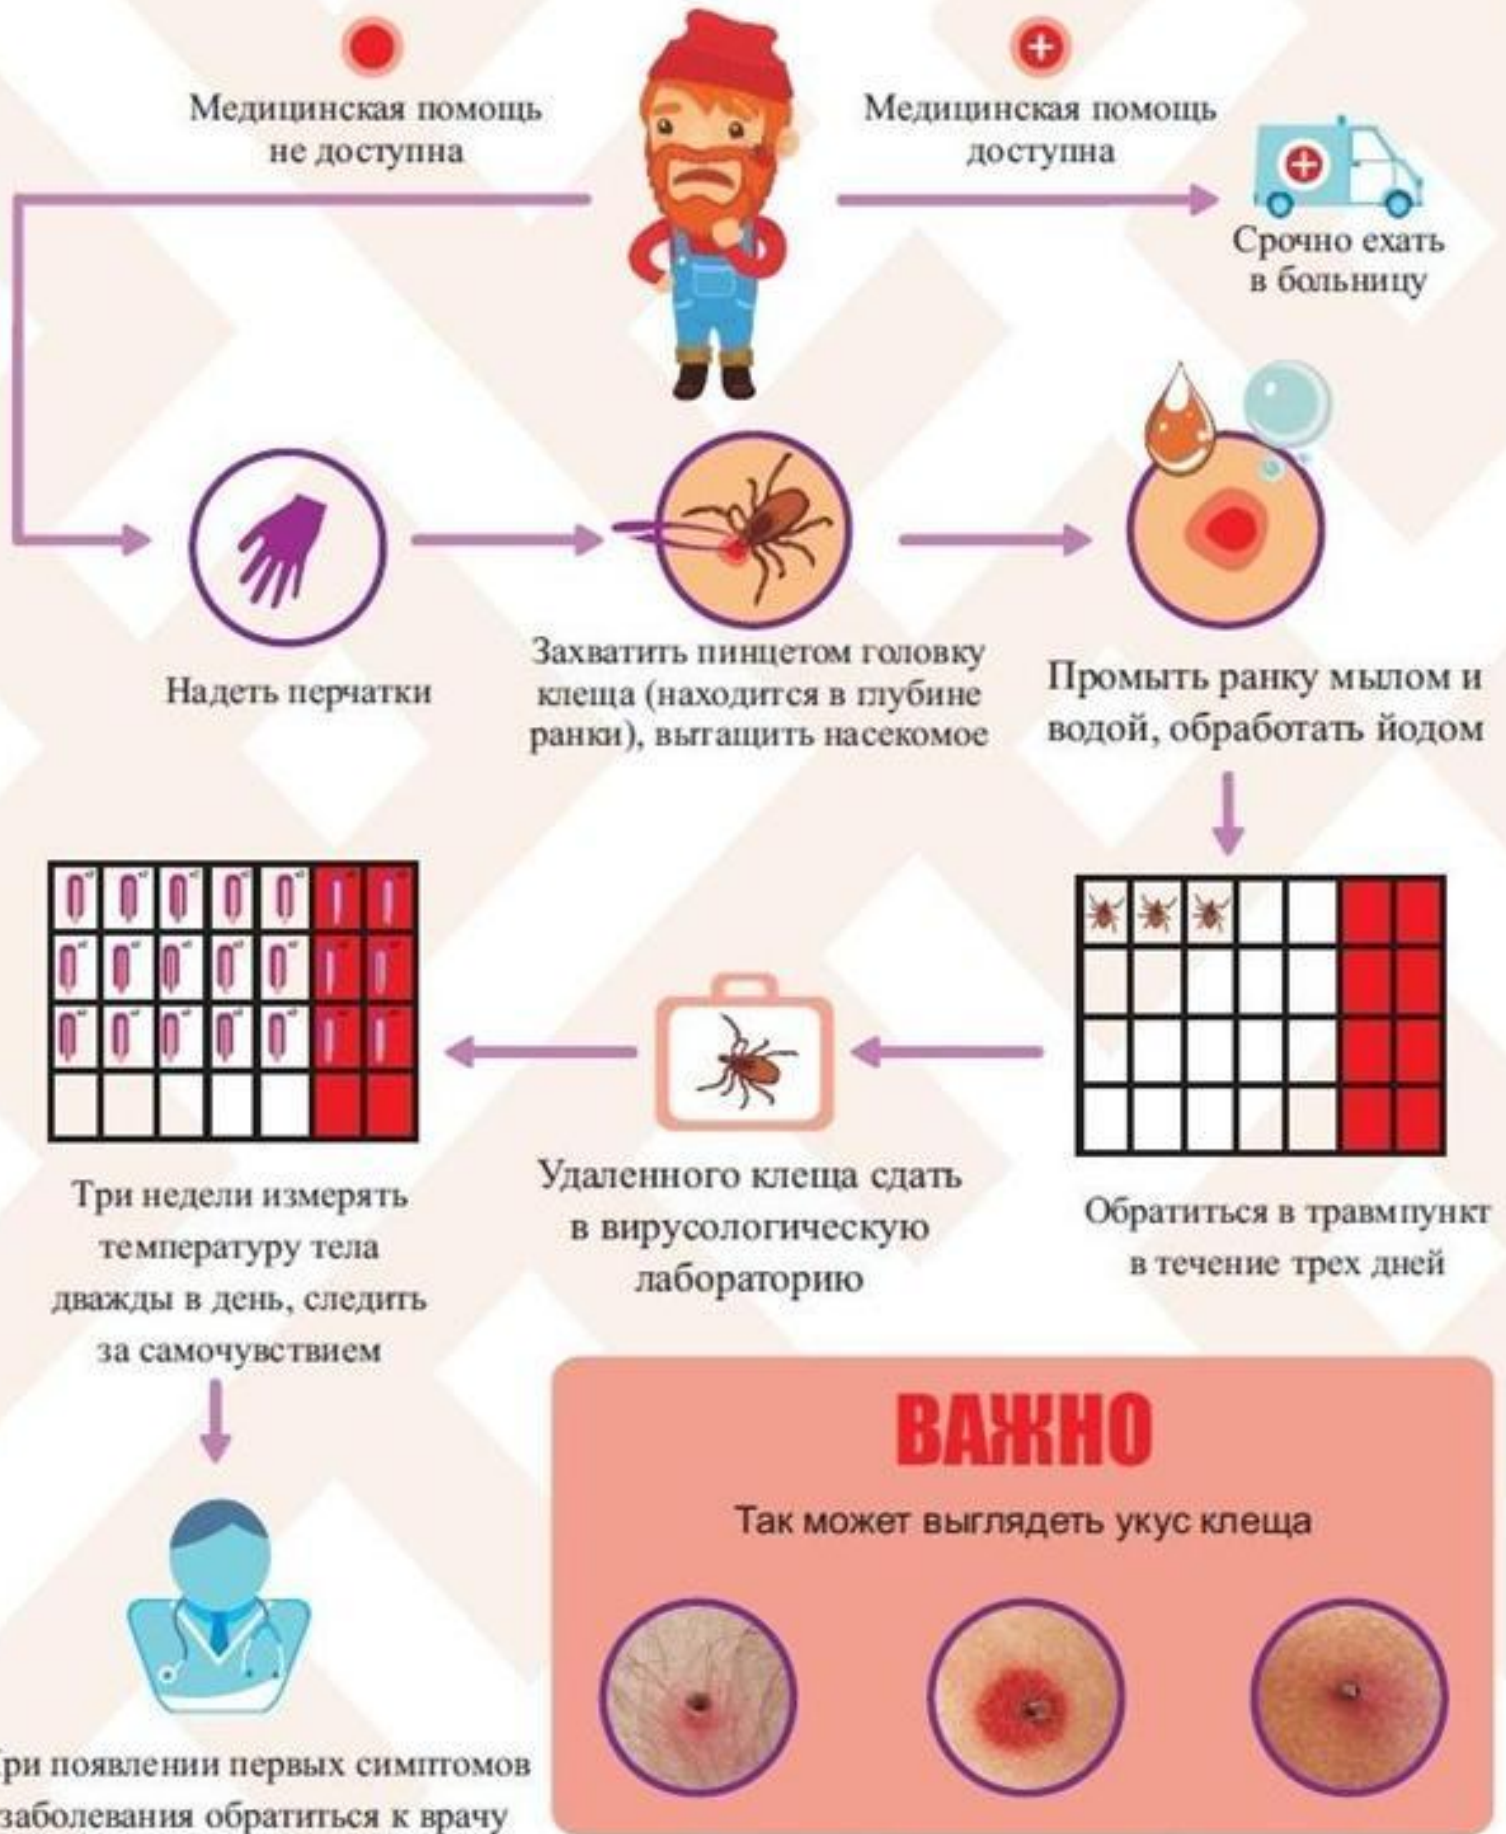 Медицинская помощь
не доступна
Медицинская помощь
доступна
Срочно ехать
в больницу
Надеть перчатки
Захватить пинцетом головку
клеща (находится в глубине
ранки), вытащить насекомое
Промыть ранку мылом и
водой, обработать йодом
Обратиться в травмпункт
в течение трех дней
Удаленного клеща сдать
в вирусологическую
лабораторию
Три недели измерять
температуру тела
дважды в день, следить
за самочувствием
ри появлении первых симптомов
заболевания обратиться к врачу
ВАЖНО
Так может выглядеть укус клеща